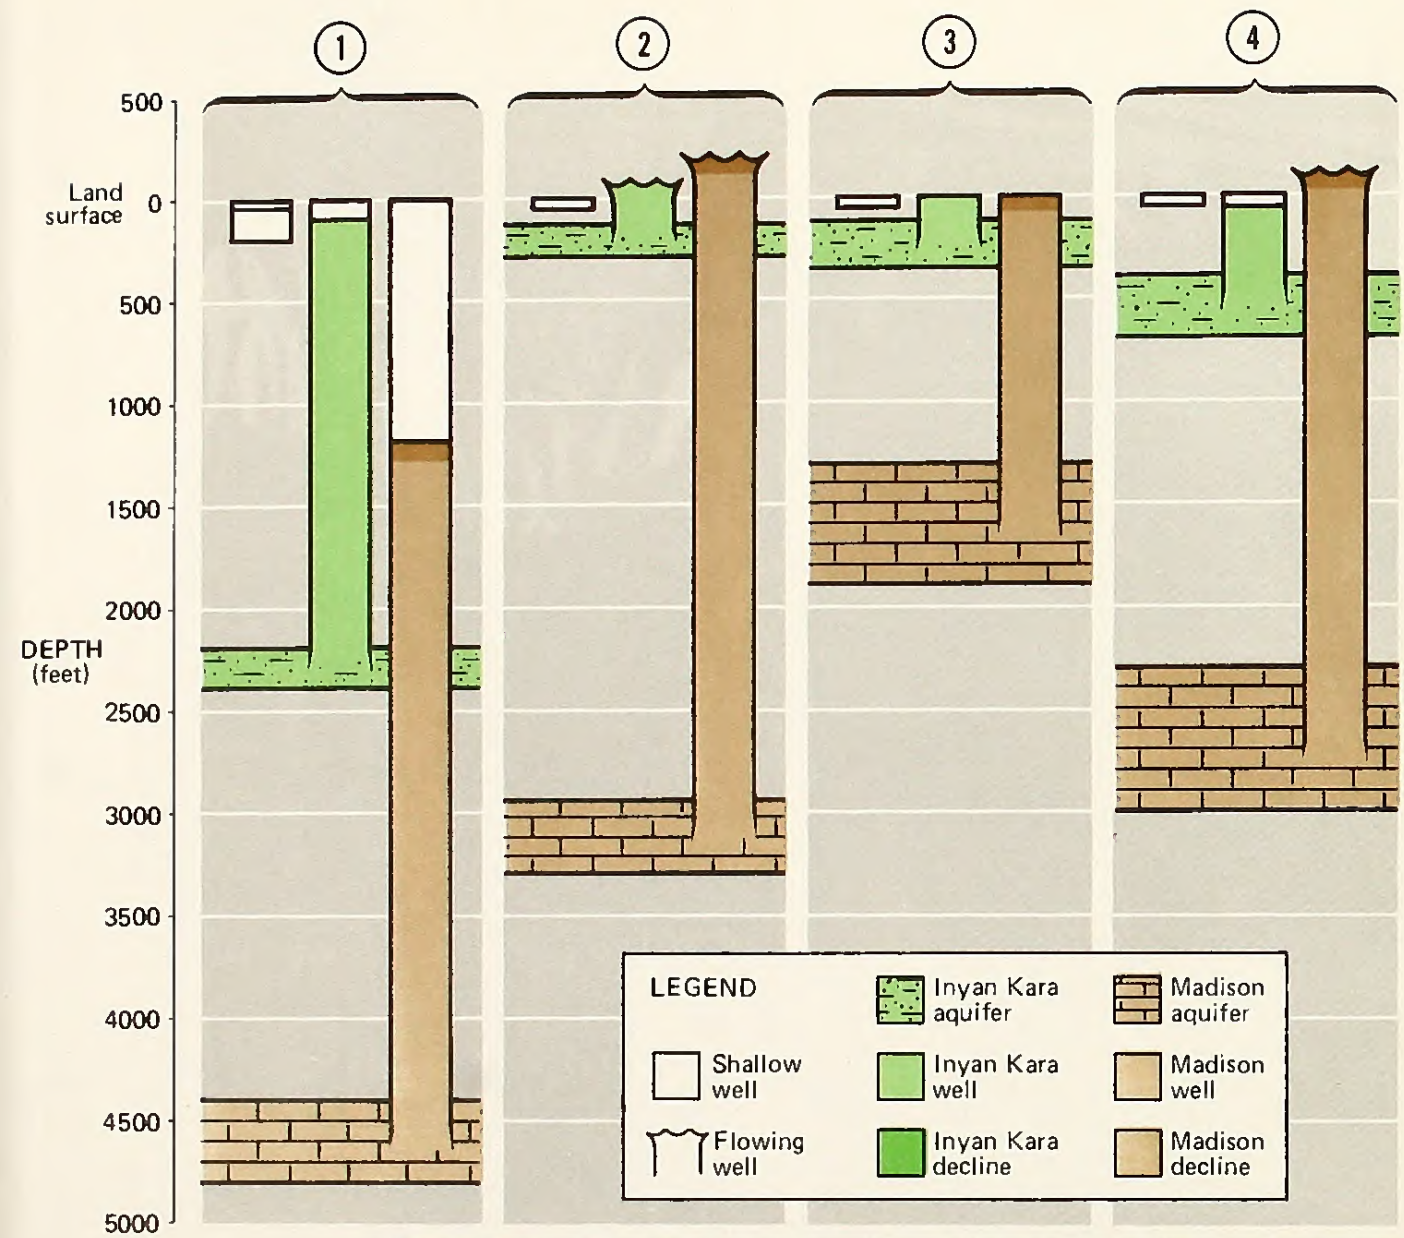 1
2
3
4
500
Land
surface
0
500
1000
1500
2000
DEPTH
(feet)
2500
3000
3500
4000
4500
5000
LEGEND
Shallow
well
Flowing
well
Inyan Kara
aquifer
Inyan Kara
well
Inyan Kara
decline
Madison
aquifer
Madison
well
Madison
decline